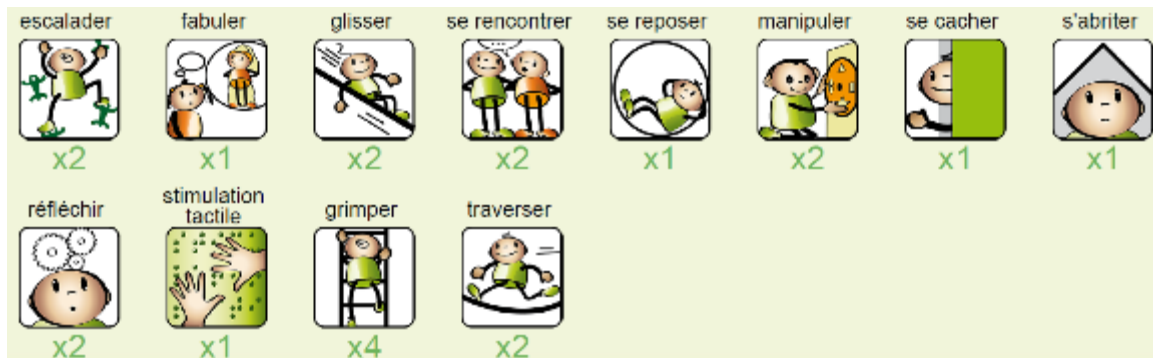 escalader fabuler glisser se rencontrer se reposer manipuler se cacher s'abriter
x2 x1 x2 x2 x1 x2 x1 x1
réfléchir stimulation tactile grimper traverser
x2 x1 x4 x2